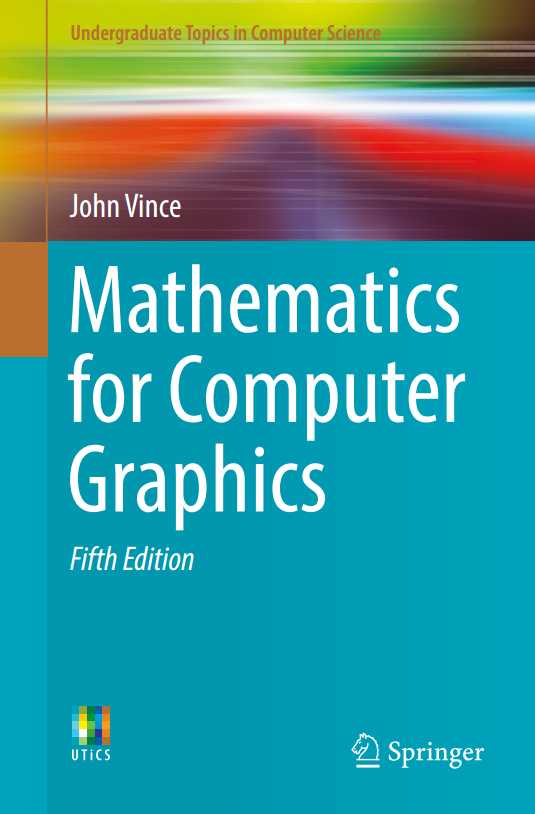 Undergraduate Topics in Computer Science
John Vince
Mathematics
for Computer
Graphics
Fifth Edition
UTiCS
Springer